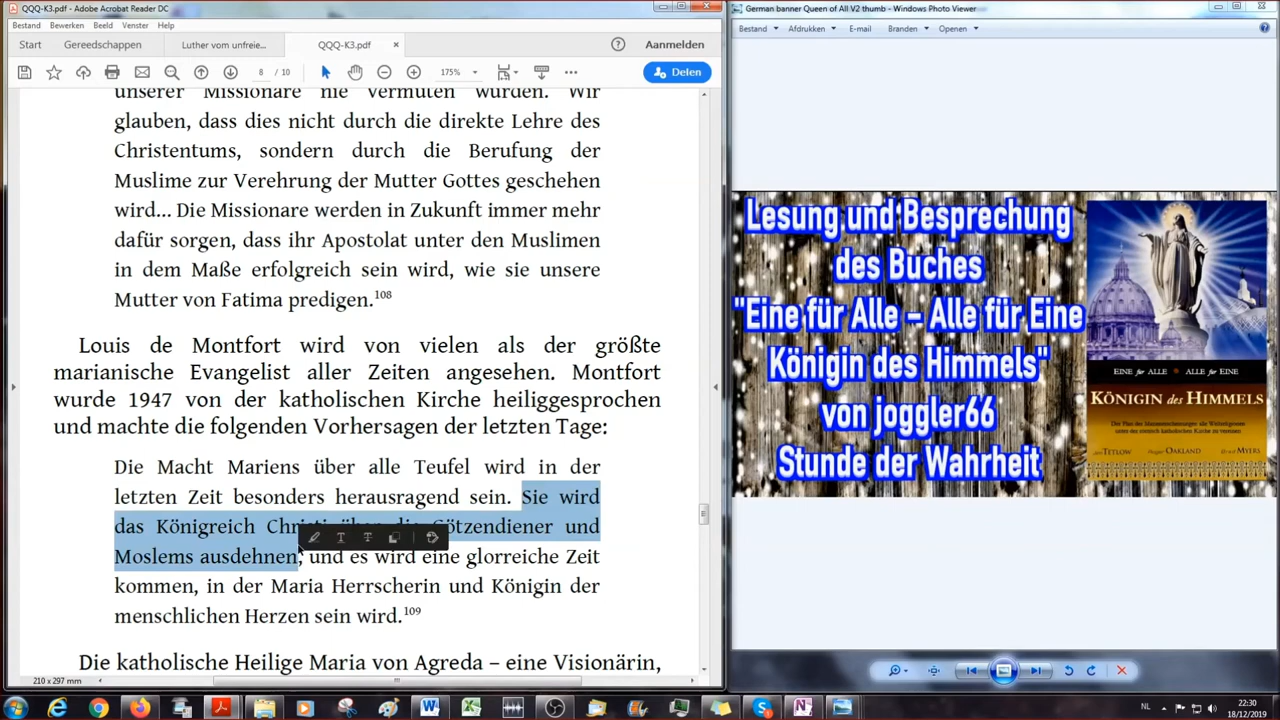 QQQ-K3.pdf - Adobe Acrobat Reader DC
Bestand Bewerken Beeld Venster Help
Start Gereedschappen Luther vom unfreie... QQQ-K3.pdf × Aanmelden
8 / 10 175% Delen
unserer Missionare nie vermuten würden. Wir
glauben, dass dies nicht durch die direkte Lehre des
Christentums, sondern durch die Berufung der
Muslime zur Verehrung der Mutter Gottes geschehen
wird... Die Missionare werden in Zukunft immer mehr
dafür sorgen, dass ihr Apostolat unter den Muslimen
in dem Maße erfolgreich sein wird, wie sie unsere
Mutter von Fatima predigen.108
Louis de Montfort wird von vielen als der größte
marianische Evangelist aller Zeiten angesehen. Montfort
wurde 1947 von der katholischen Kirche heiliggesprochen
und machte die folgenden Vorhersagen der letzten Tage:
Die Macht Mariens über alle Teufel wird in der
letzten Zeit besonders herausragend sein. Sie wird
das Königreich Christi über die Götzendiener und
Moslems ausdehnen, und es wird eine glorreiche Zeit
kommen, in der Maria Herrscherin und Königin der
menschlichen Herzen sein wird.109
Die katholische Heilige Maria von Agreda – eine Visionärin,
210 x 297 mm
German banner Queen of All V2 thumb - Windows Photo Viewer
Bestand Afdrukken E-mail Branden Openen
Lesung und Besprechung
des Buches
"Eine für Alle – Alle für Eine
Königin des Himmels"
von joggler66
Stunde der Wahrheit
EINE für ALLE ALLE für EINE
KÖNIGIN des HIMMELS
TETLOW OAKLAND MYERS
NL 22:30
18/12/2019